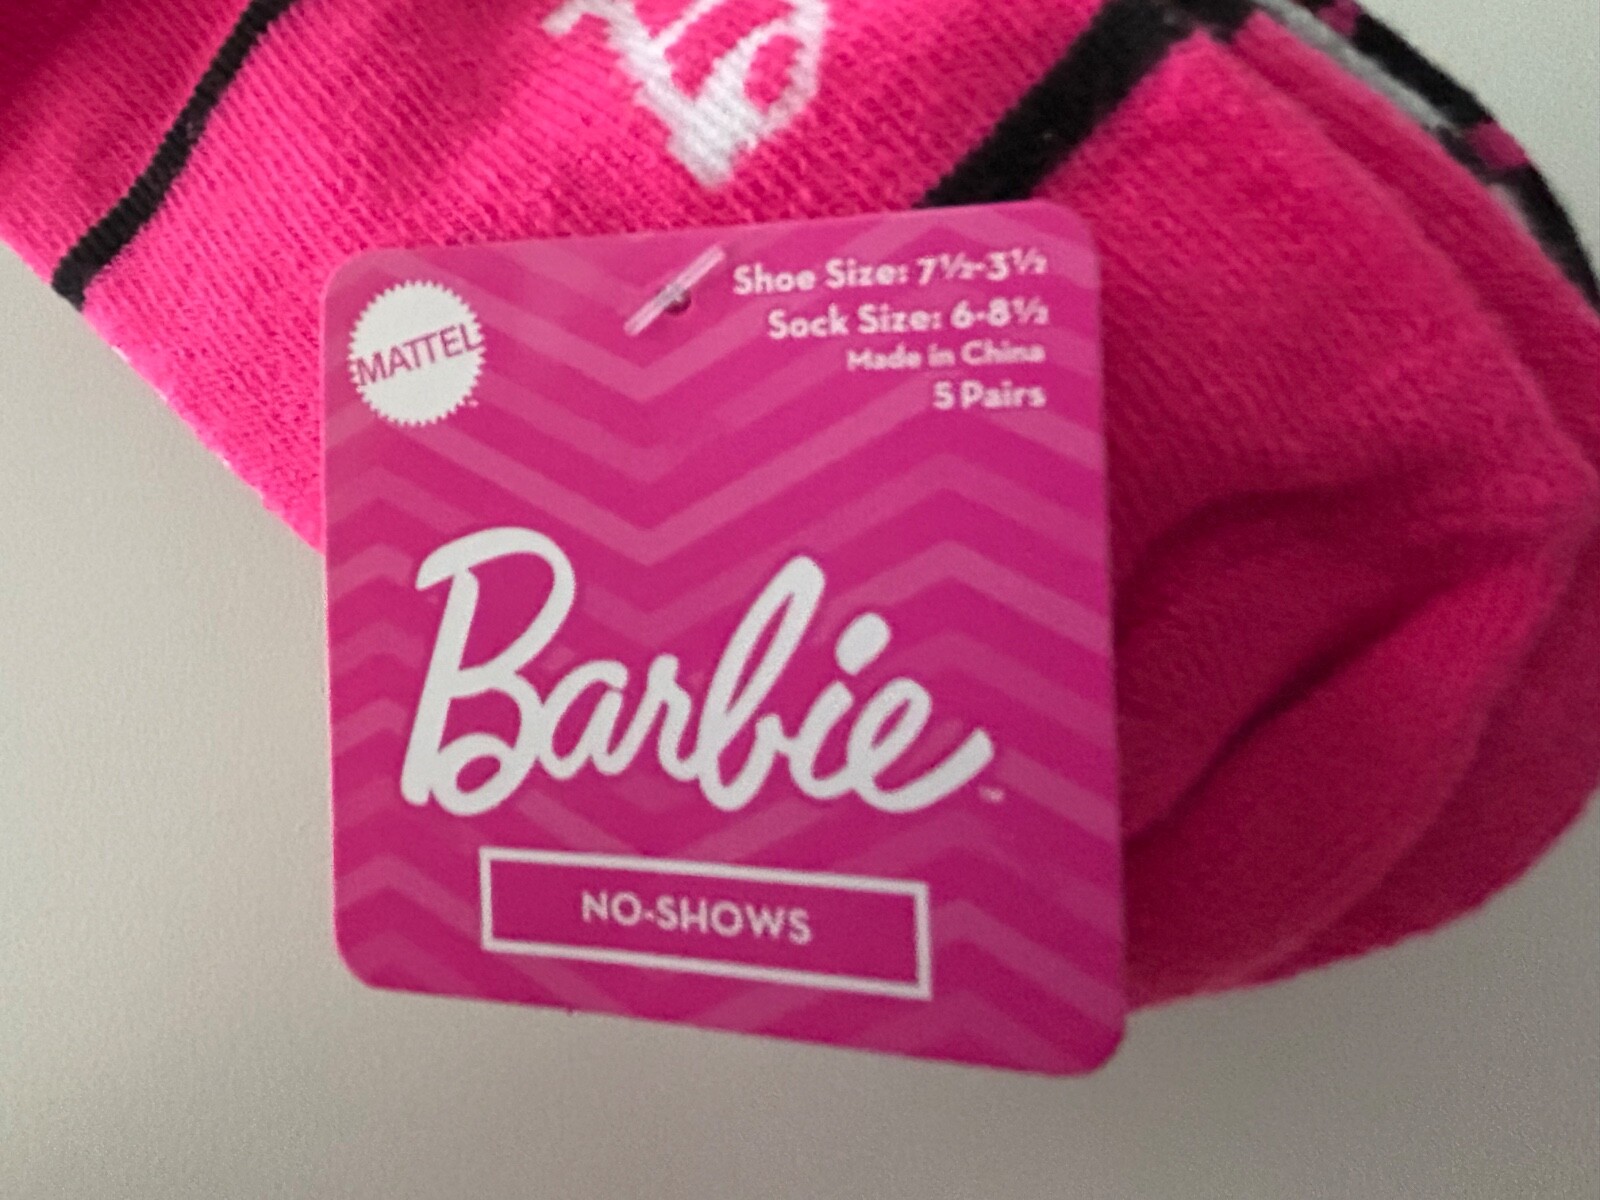 MATTEL
Shoe Size: 7½-3½
Sock Size: 6-8½
Made in China
5 Pairs
Barbie™
NO-SHOWS